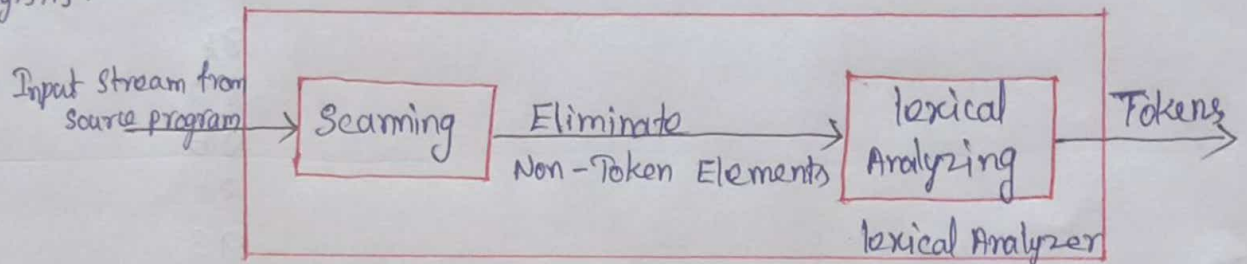 Input stream from
source program
Scanning
Eliminate
Non-Token Elements
lexical
Analyzing
Tokens
lexical Analyzer